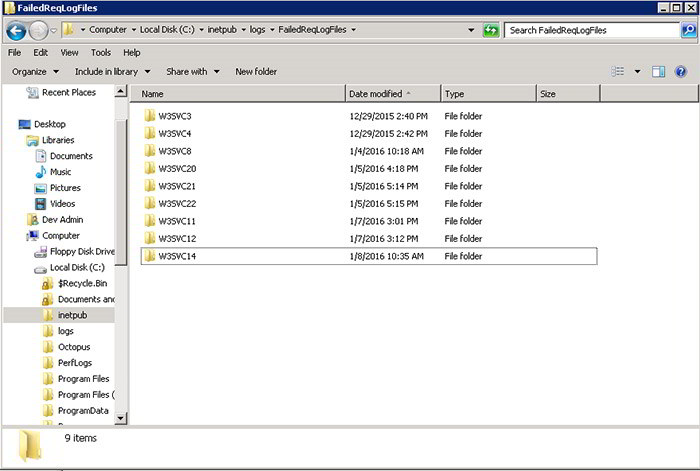 FailedReqLogFiles
Computer Local Disk (C:) inetpub logs FailedReqLogFiles
Search FailedReqLogFiles
File Edit View Tools Help
Organize Include in library Share with New folder
Name Date modified Type Size
W3SVC3 12/29/2015 2:40 PM File folder
W3SVC4 12/29/2015 2:42 PM File folder
W3SVC8 1/4/2016 10:18 AM File folder
W3SVC20 1/5/2016 4:18 PM File folder
W3SVC21 1/5/2016 5:14 PM File folder
W3SVC22 1/5/2016 5:15 PM File folder
W3SVC11 1/7/2016 3:01 PM File folder
W3SVC12 1/7/2016 3:12 PM File folder
W3SVC14 1/8/2016 10:35 AM File folder
Recent Places
Desktop
Libraries
Documents
Music
Pictures
Videos
Dev Admin
Computer
Floppy Disk Drive
Local Disk (C:)
$Recycle.Bin
Documents and
inetpub
logs
Octopus
PerfLogs
Program Files
Program Files (
ProgramData
9 items